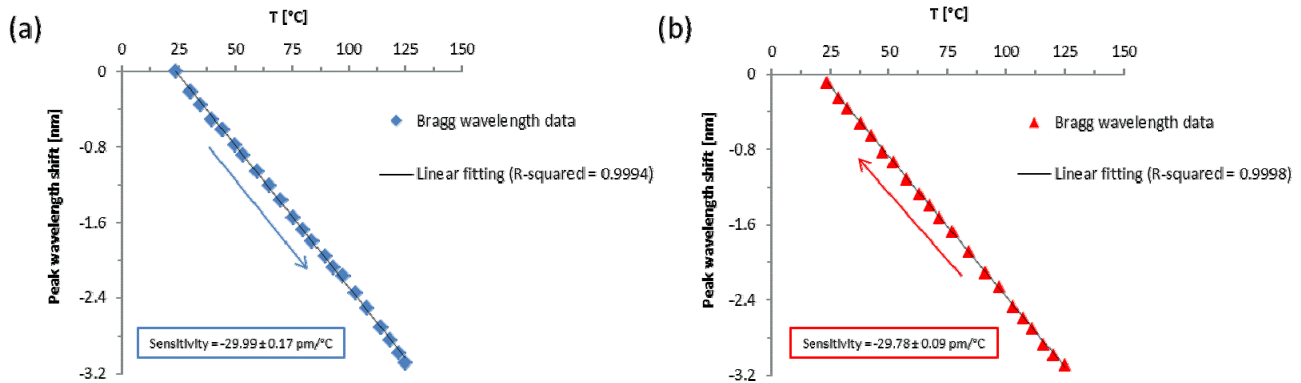 (a)
T [°C]
0 25 50 75 100 125 150
0
-0.8
-1.6
-2.4
-3.2
Peak wavelength shift [nm]
Bragg wavelength data
Linear fitting (R-squared = 0.9994)
Sensitivity = -29.99 ± 0.17 pm/°C
(b)
T [°C]
0 25 50 75 100 125 150
0
-0.8
-1.6
-2.4
-3.2
Peak wavelength shift [nm]
Bragg wavelength data
Linear fitting (R-squared = 0.9998)
Sensitivity = -29.78 ± 0.09 pm/°C